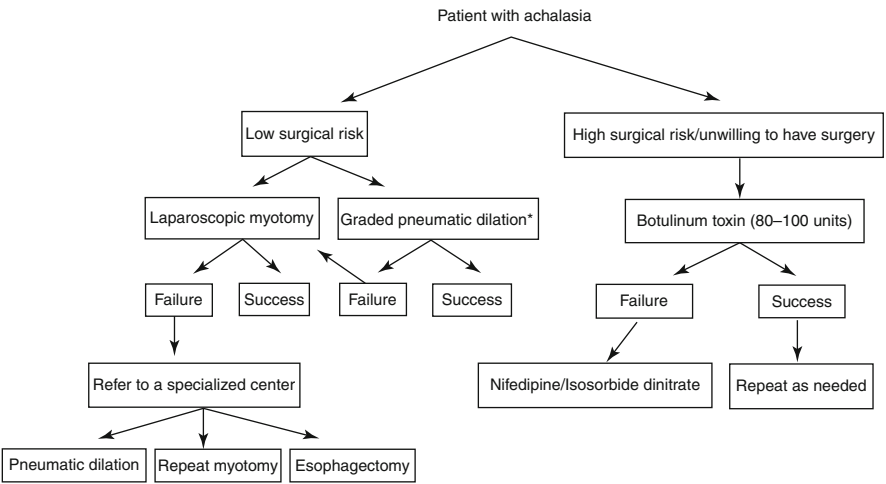 Patient with achalasia
Low surgical risk
High surgical risk/unwilling to have surgery
Laparoscopic myotomy
Graded pneumatic dilation*
Botulinum toxin (80–100 units)
Failure
Success
Failure
Success
Failure
Success
Refer to a specialized center
Nifedipine/Isosorbide dinitrate
Repeat as needed
Pneumatic dilation
Repeat myotomy
Esophagectomy